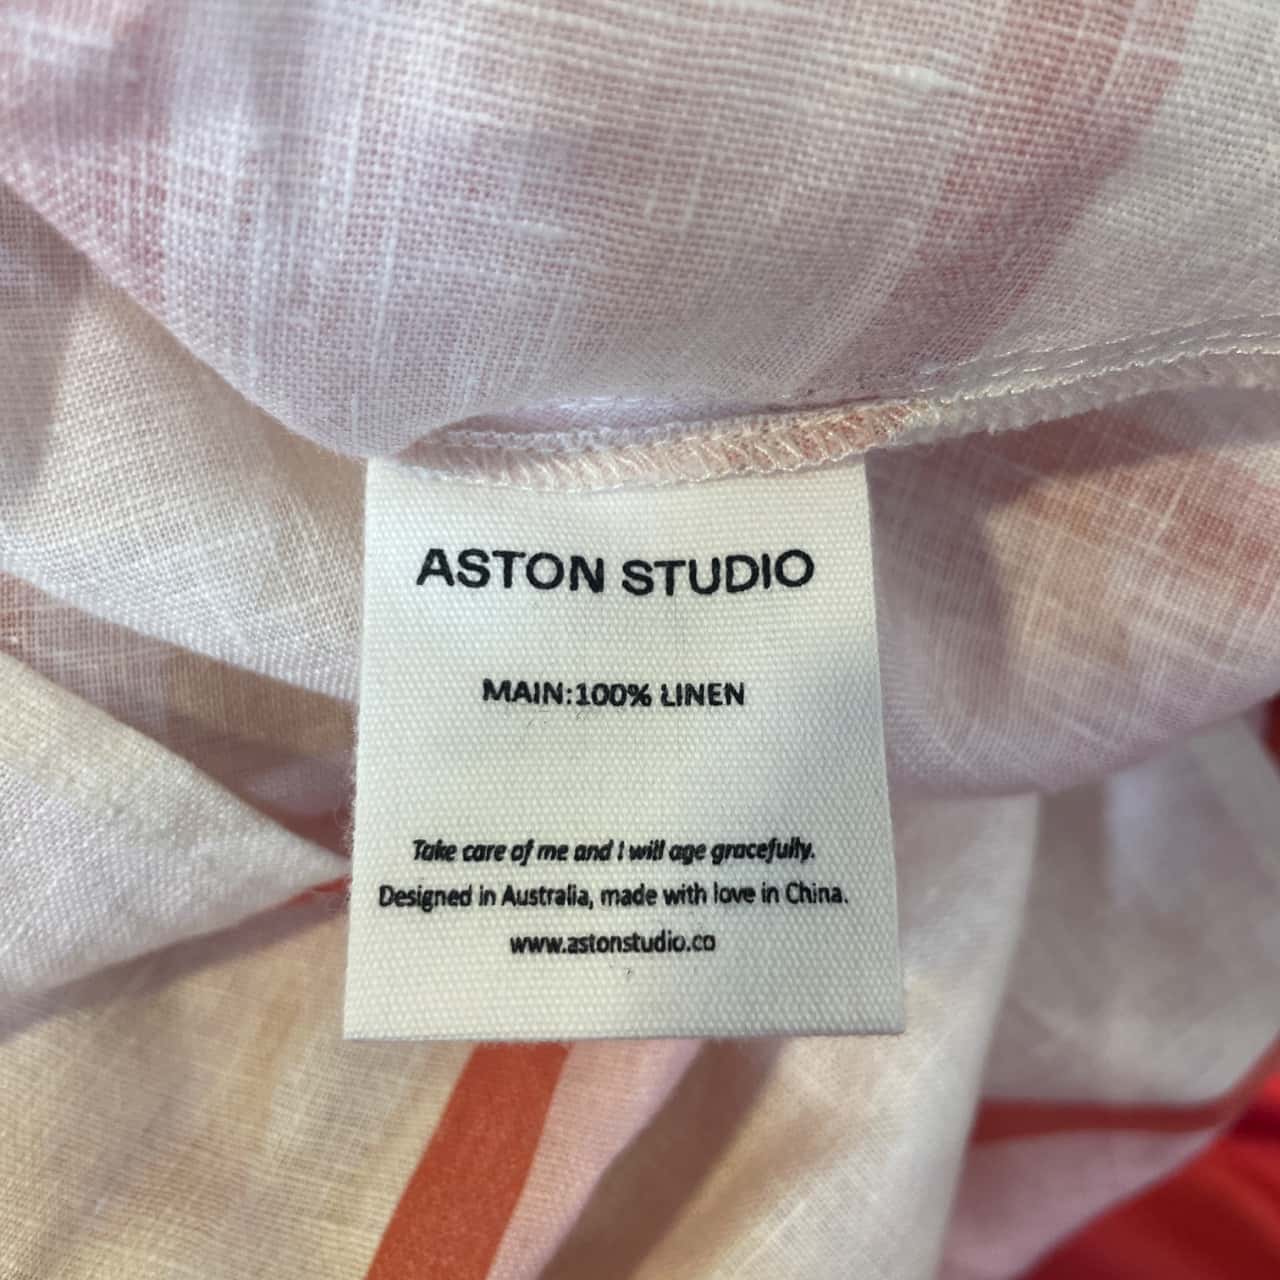 ASTON STUDIO
MAIN:100% LINEN
Take care of me and I will age gracefully.
Designed in Australia, made with love in China.
www.astonstudio.co